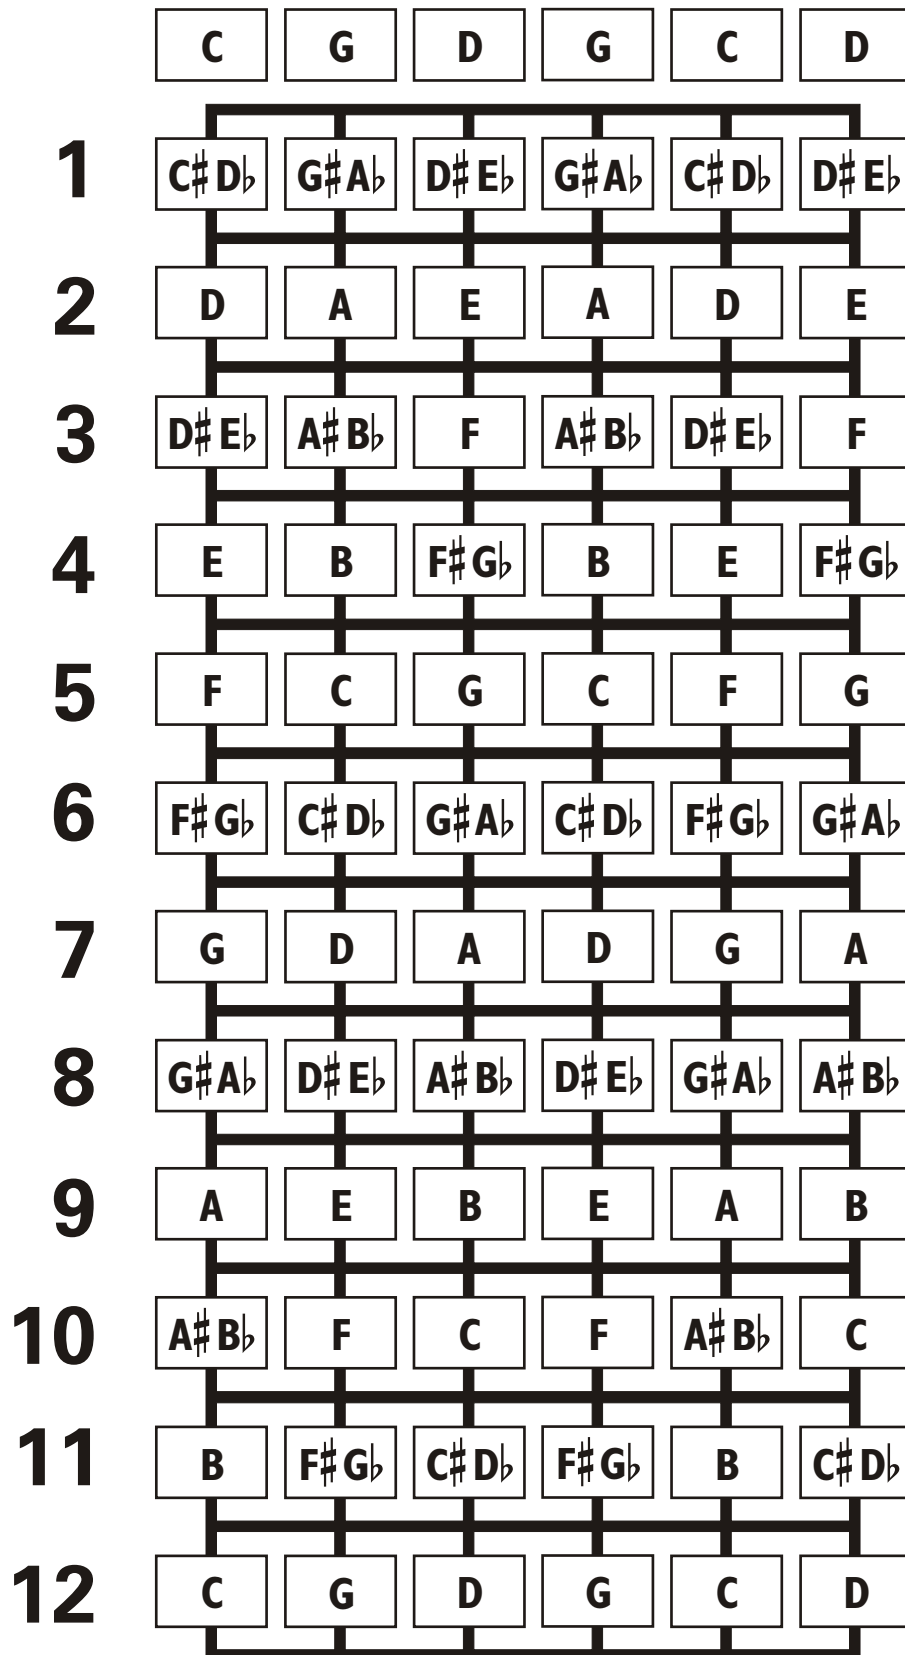 C G D G C D
1 C♯D♭ G♯A♭ D♯E♭ G♯A♭ C♯D♭ D♯E♭
2 D A E A D E
3 D♯E♭ A♯B♭ F A♯B♭ D♯E♭ F
4 E B F♯G♭ B E F♯G♭
5 F C G C F G
6 F♯G♭ C♯D♭ G♯A♭ C♯D♭ F♯G♭ G♯A♭
7 G D A D G A
8 G♯A♭ D♯E♭ A♯B♭ D♯E♭ G♯A♭ A♯B♭
9 A E B E A B
10 A♯B♭ F C F A♯B♭ C
11 B F♯G♭ C♯D♭ F♯G♭ B C♯D♭
12 C G D G C D